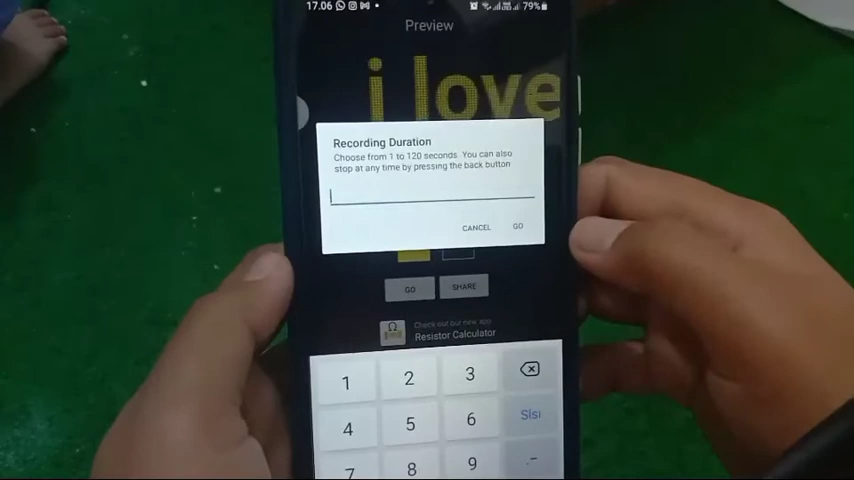 17.06 79%
Preview
i love
Recording Duration
Choose from 1 to 120 seconds. You can also
stop at any time by pressing the back button
CANCEL GO
GO SHARE
Check out our new app
Resistor Calculator
Ω
1 2 3
4 5 6 Slsi
7 8 9 .-